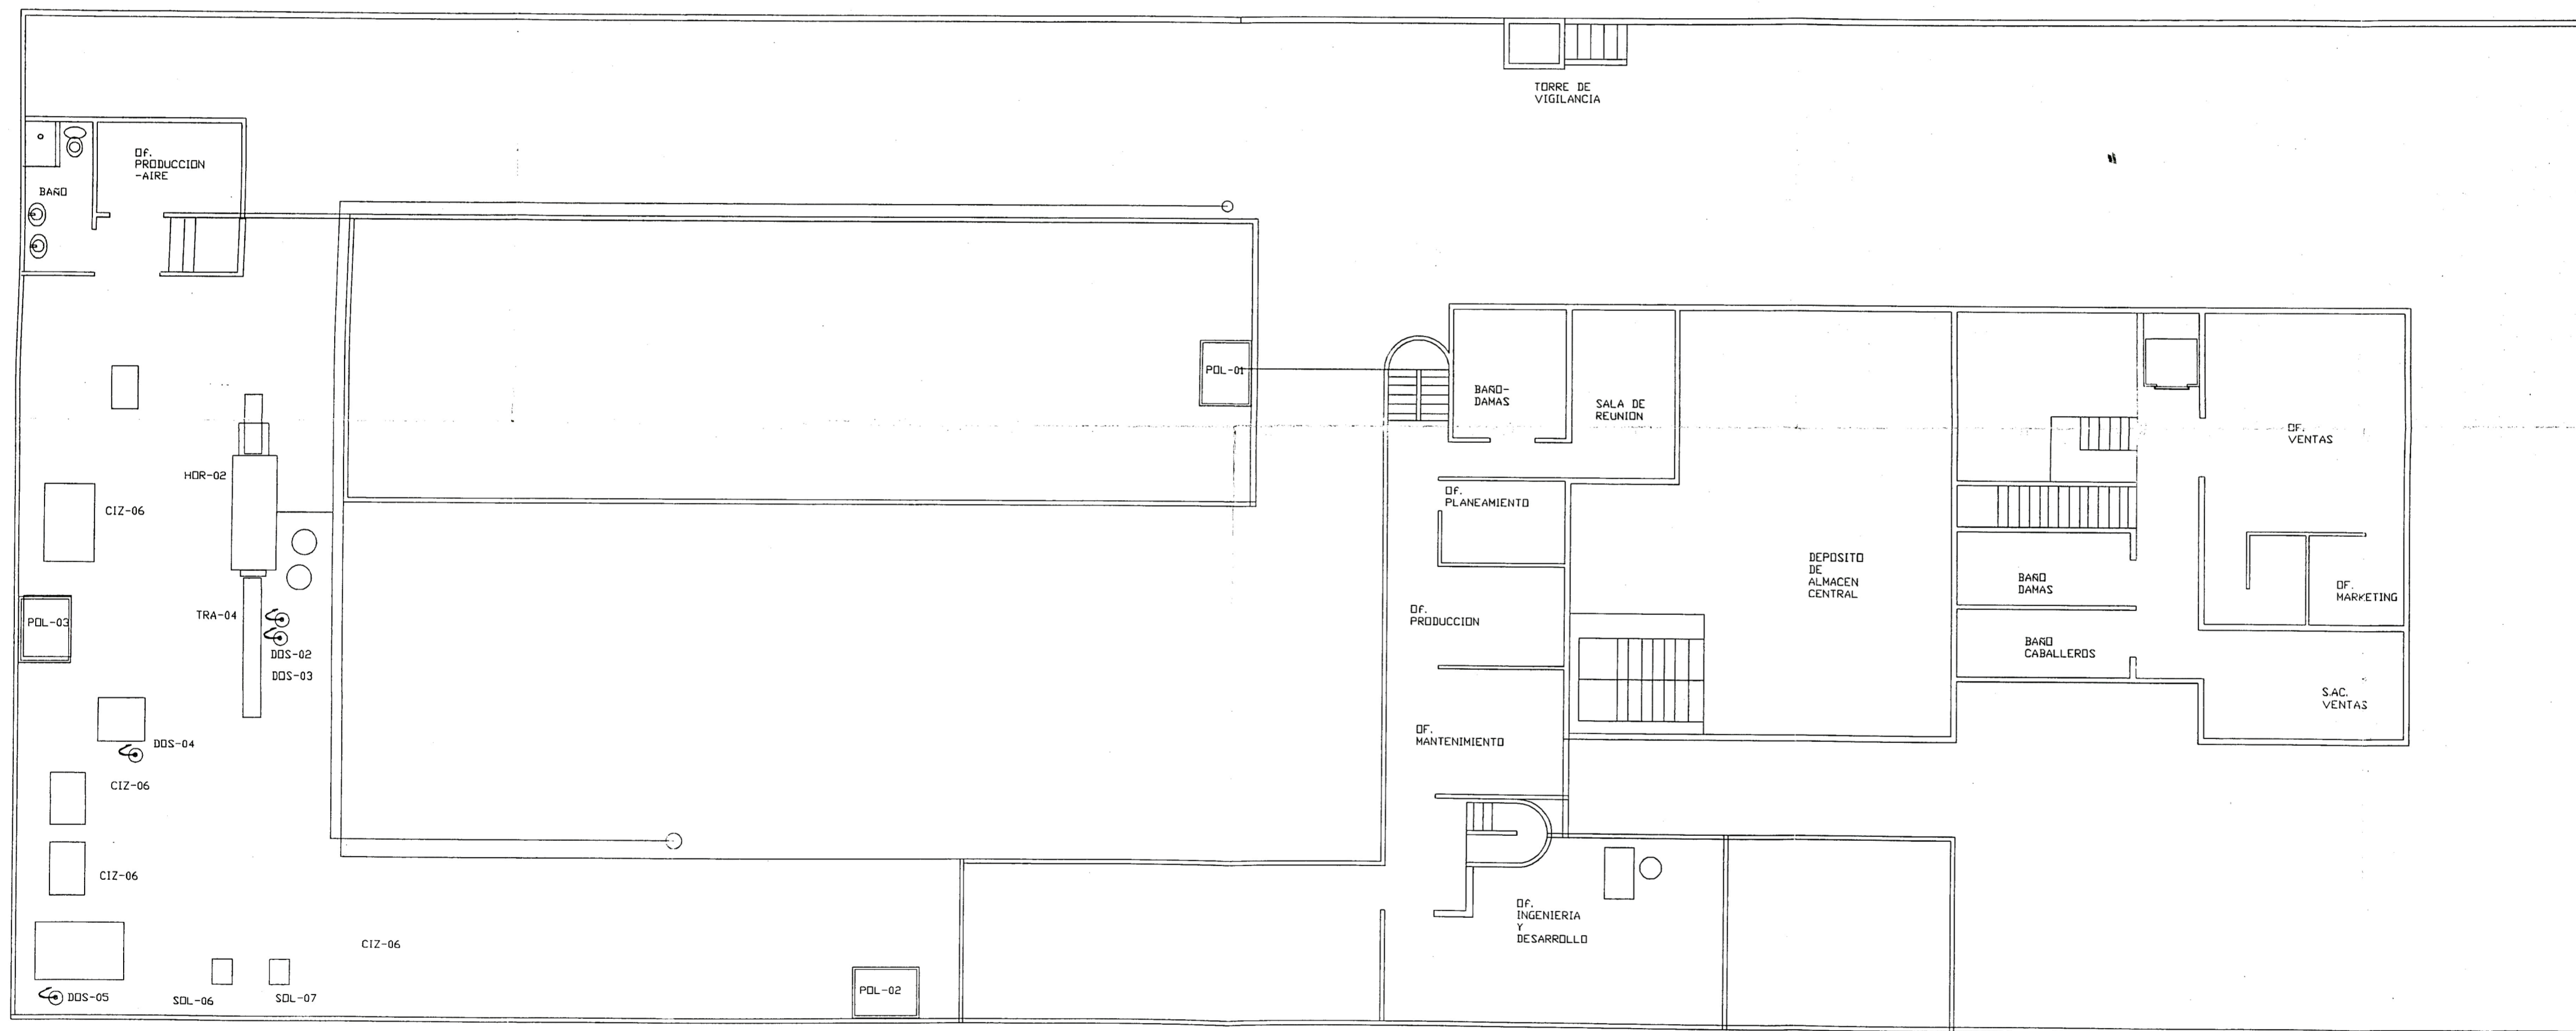 TORRE DE
VIGILANCIA
OF.
PRODUCCION
-AIRE
BAÑO
POL-01
BAÑO-
DAMAS
SALA DE
REUNION
OF.
VENTAS
HOR-02
CIZ-06
OF.
PLANEAMIENTO
DEPOSITO
DE
ALMACEN
CENTRAL
BAÑO
DAMAS
OF.
MARKETING
POL-03
TRA-04
DOS-02
DOS-03
OF.
PRODUCCION
BAÑO
CABALLEROS
S.AC.
VENTAS
DOS-04
OF.
MANTENIMIENTO
CIZ-06
CIZ-06
CIZ-06
OF.
INGENIERIA
Y
DESARROLLO
DOS-05
SOL-06
SOL-07
POL-02